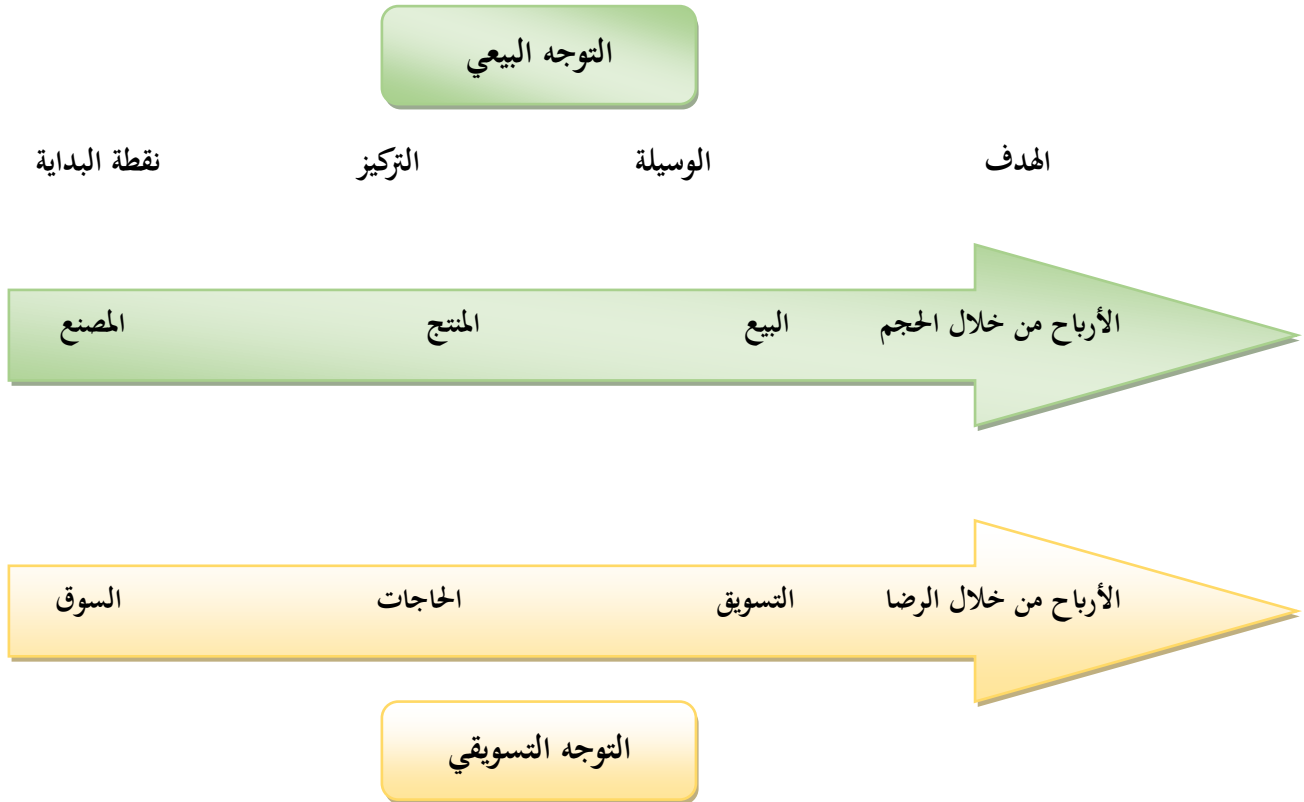 التوجه البيعي
نقطة البداية التركيز الوسيلة الهدف
المصنع المنتج البيع الأرباح من خلال الحجم
السوق الحاجات التسويق الأرباح من خلال الرضا
التوجه التسويقي